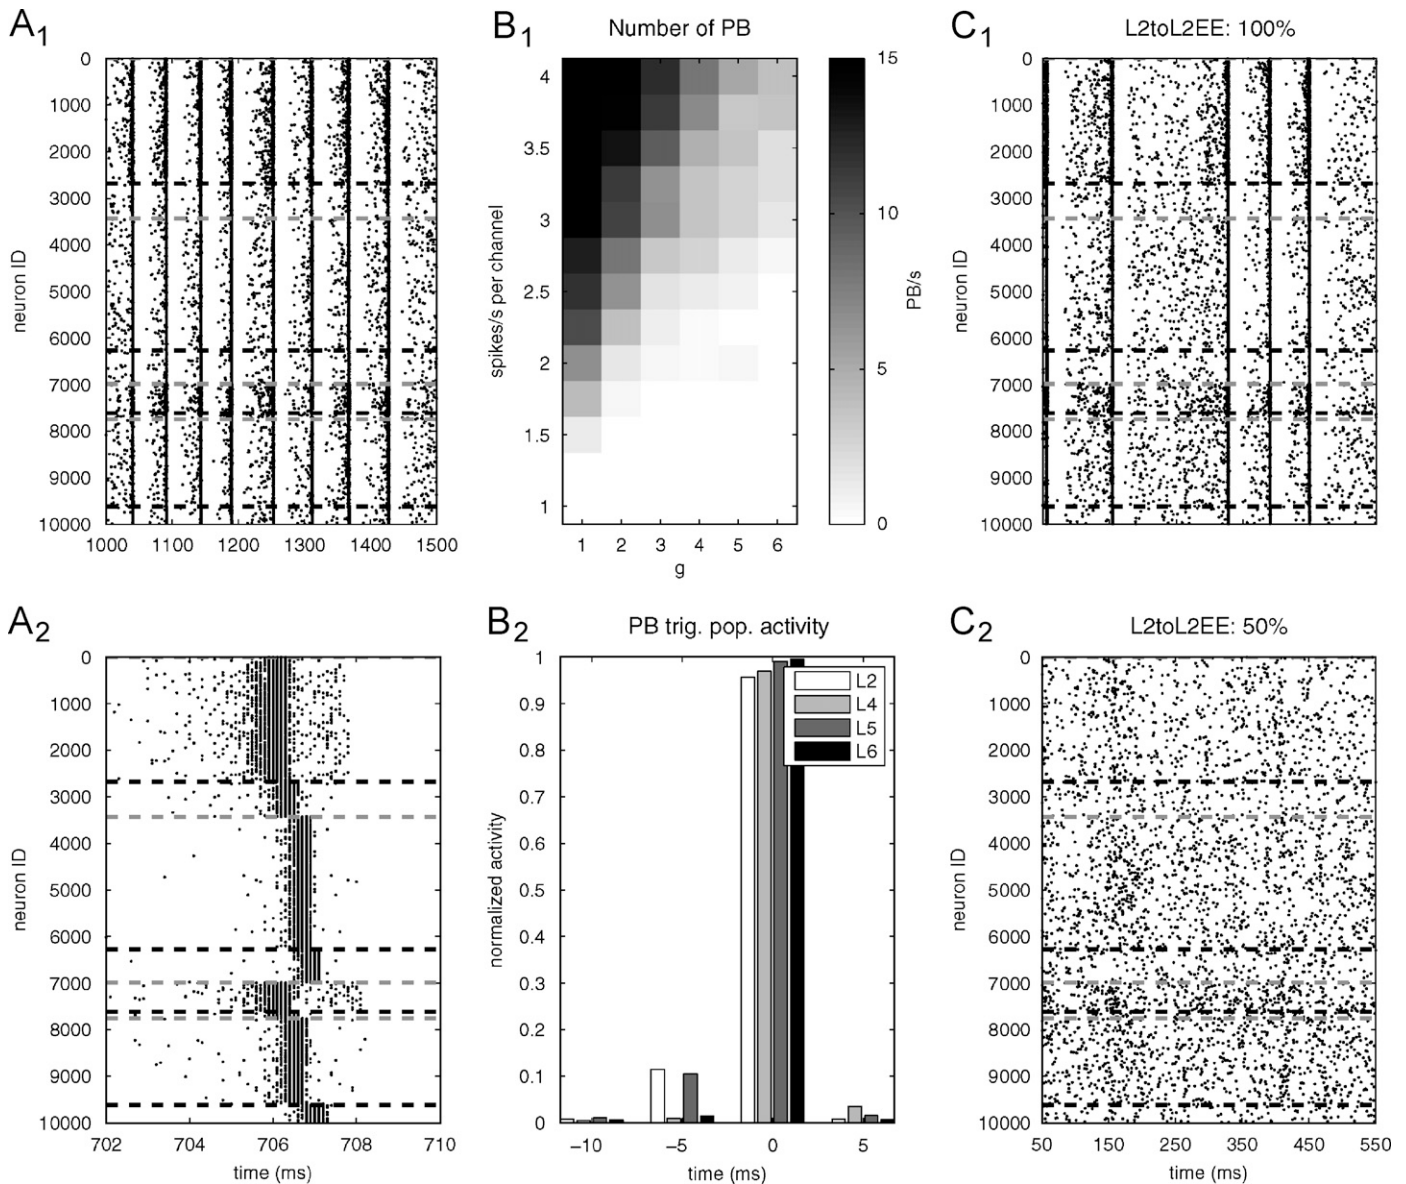 A1
0
1000
2000
3000
4000
5000
6000
7000
8000
9000
10000
neuron ID
1000 1100 1200 1300 1400 1500
B1
Number of PB
4
3.5
3
2.5
2
1.5
1
spikes/s per channel
1 2 3 4 5 6
g
15
10
5
0
PB/s
C1
L2toL2EE: 100%
0
1000
2000
3000
4000
5000
6000
7000
8000
9000
10000
neuron ID
A2
0
1000
2000
3000
4000
5000
6000
7000
8000
9000
10000
neuron ID
702 704 706 708 710
time (ms)
B2
PB trig. pop. activity
1
0.9
0.8
0.7
0.6
0.5
0.4
0.3
0.2
0.1
0
normalized activity
L2
L4
L5
L6
−10 −5 0 5
time (ms)
C2
L2toL2EE: 50%
0
1000
2000
3000
4000
5000
6000
7000
8000
9000
10000
neuron ID
50 150 250 350 450 550
time (ms)